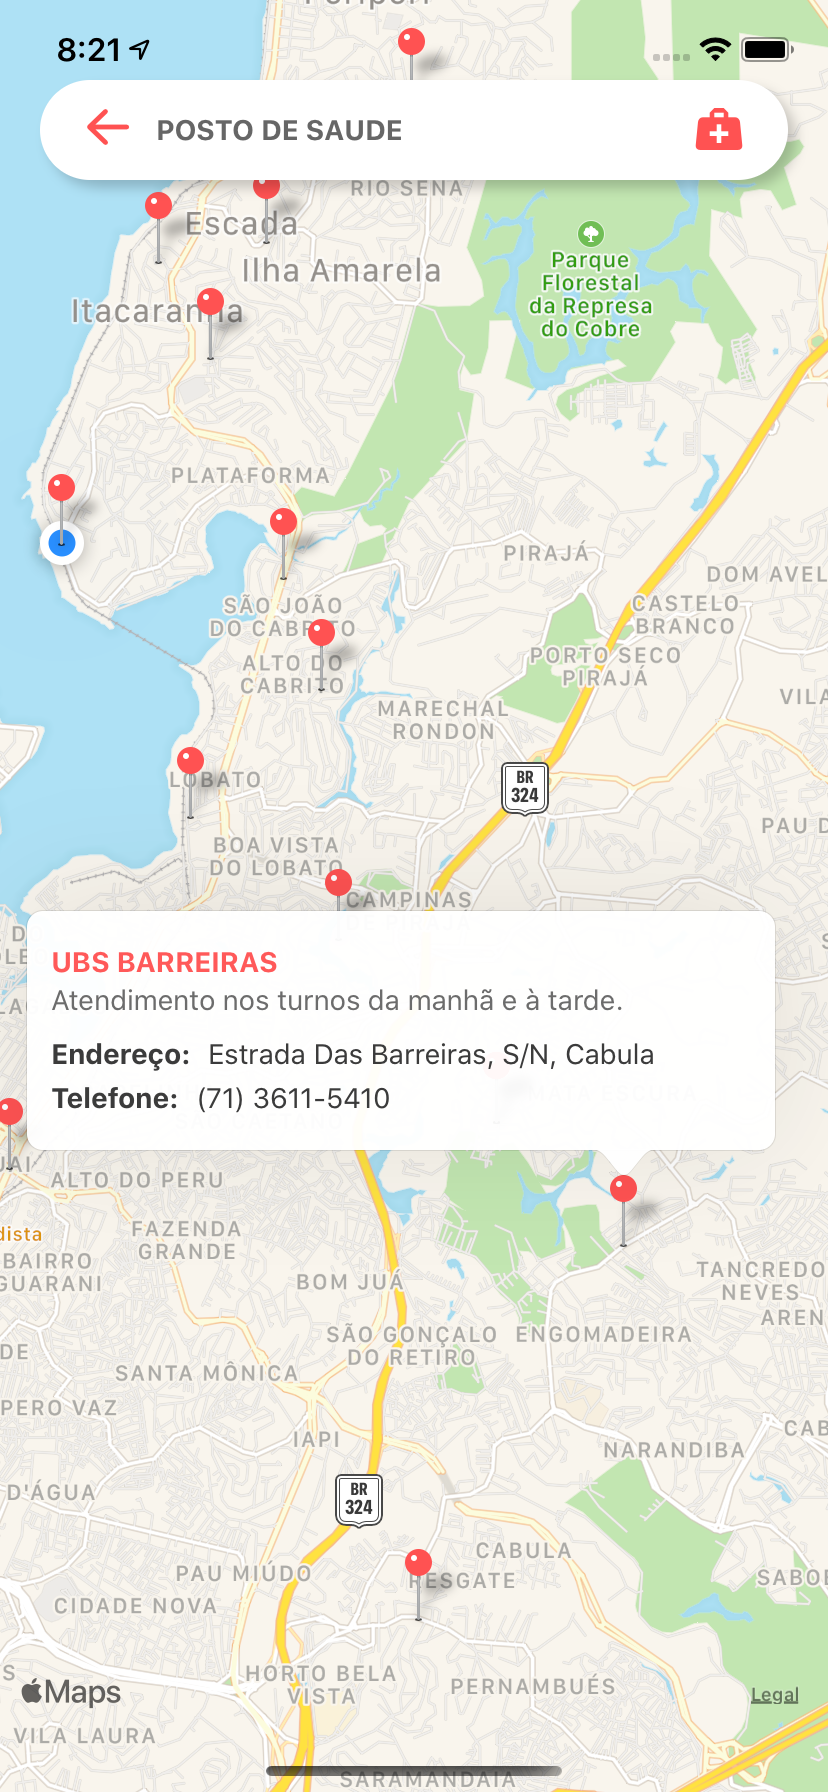 8:21
POSTO DE SAUDE
RIO SENA
Escada
Ilha Amarela
Itacaranha
Parque
Florestal
da Represa
do Cobre
PLATAFORMA
PIRAJÁ
DOM AVEL
CASTELO
BRANCO
SÃO JOÃO
DO CABRITO
PORTO SECO
PIRAJÁ
ALTO DO
CABRITO
VILA
MARECHAL
RONDON
LOBATO
BR
324
PAU D
BOA VISTA
DO LOBATO
CAMPINAS
UBS BARREIRAS
Atendimento nos turnos da manhã e à tarde.
Endereço: Estrada Das Barreiras, S/N, Cabula
Telefone: (71) 3611-5410
ALTO DO PERU
dista
FAZENDA
GRANDE
BAIRRO
GUARANI
BOM JUÁ
TANCREDO
NEVES
AREN
SÃO GONÇALO
DO RETIRO
ENGOMADEIRA
DE
SANTA MÔNICA
PERO VAZ
IAPI
CAB
NARANDIBA
D'ÁGUA
BR
324
CABULA
PAU MIÚDO
RESGATE
SABOE
CIDADE NOVA
HORTO BELA
VISTA
PERNAMBUÉS
S
Maps
Legal
VILA LAURA
SARAMANDAIA